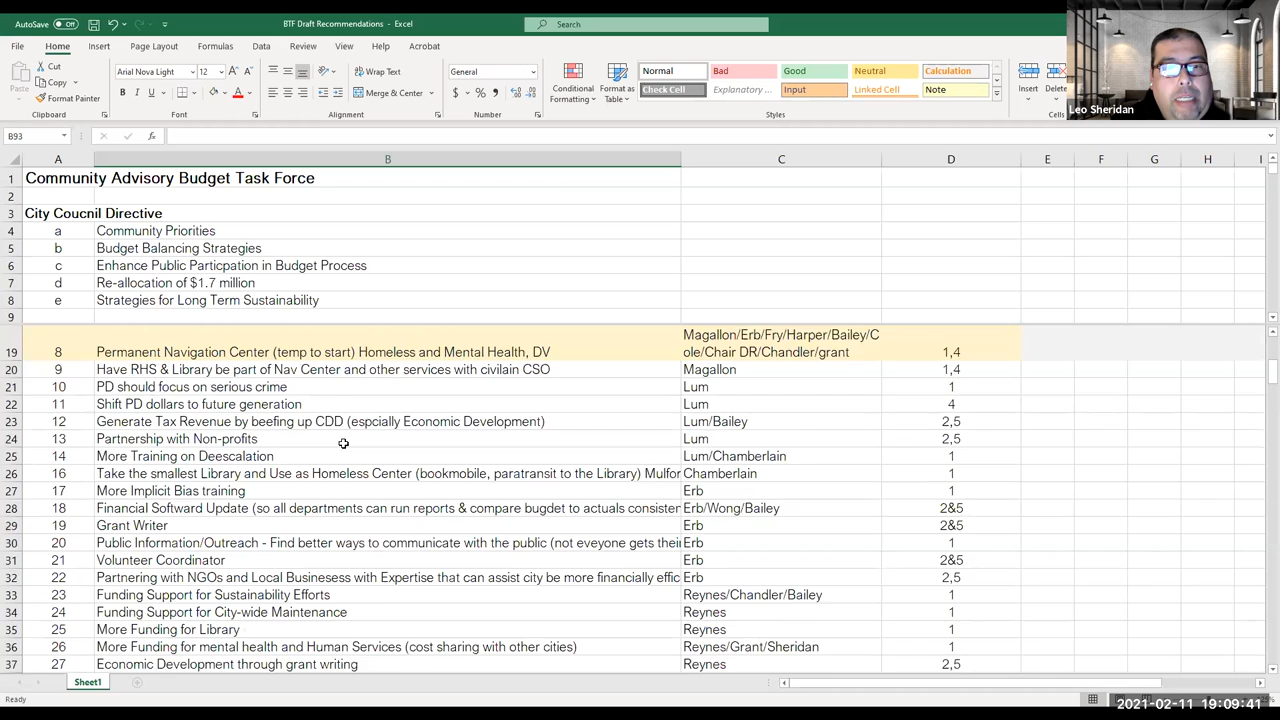 AutoSave Off BTF Draft Recommendations - Excel Search
File Home Insert Page Layout Formulas Data Review View Help Acrobat
Leo Sheridan
Cut
Copy
Format Painter
Paste
Clipboard
Arial Nova Light 12
B I U
Font
Wrap Text
Merge & Center
Alignment
General
$ % ,
Number
Conditional Formatting
Format as Table
Normal Bad Good Neutral Calculation
Check Cell Explanatory ... Input Linked Cell Note
Styles
Insert Delete
Cells
B93 fx
A B C D E F G H I
1 Community Advisory Budget Task Force
2
3 City Coucnil Directive
4 a Community Priorities
5 b Budget Balancing Strategies
6 c Enhance Public Particpation in Budget Process
7 d Re-allocation of $1.7 million
8 e Strategies for Long Term Sustainability
9
Magallon/Erb/Fry/Harper/Bailey/C
19 8 Permanent Navigation Center (temp to start) Homeless and Mental Health, DV ole/Chair DR/Chandler/grant 1,4
20 9 Have RHS & Library be part of Nav Center and other services with civilain CSO Magallon 1,4
21 10 PD should focus on serious crime Lum 1
22 11 Shift PD dollars to future generation Lum 4
23 12 Generate Tax Revenue by beefing up CDD (espcially Economic Development) Lum/Bailey 2,5
24 13 Partnership with Non-profits Lum 2,5
25 14 More Training on Deescalation Lum/Chamberlain 1
26 16 Take the smallest Library and Use as Homeless Center (bookmobile, paratransit to the Library) Mulfor Chamberlain 1
27 17 More Implicit Bias training Erb 1
28 18 Financial Softward Update (so all departments can run reports & compare bugdet to actuals consister Erb/Wong/Bailey 2&5
29 19 Grant Writer Erb 2&5
30 20 Public Information/Outreach - Find better ways to communicate with the public (not eveyone gets thei Erb 1
31 21 Volunteer Coordinator Erb 2&5
32 22 Partnering with NGOs and Local Businesess with Expertise that can assist city be more financially effic Erb 2,5
33 23 Funding Support for Sustainability Efforts Reynes/Chandler/Bailey 1
34 24 Funding Support for City-wide Maintenance Reynes 1
35 25 More Funding for Library Reynes 1
36 26 More Funding for mental health and Human Services (cost sharing with other cities) Reynes/Grant/Sheridan 1
37 27 Economic Development through grant writing Reynes 2,5
Sheet1
Ready
2021-02-11 19:09:41